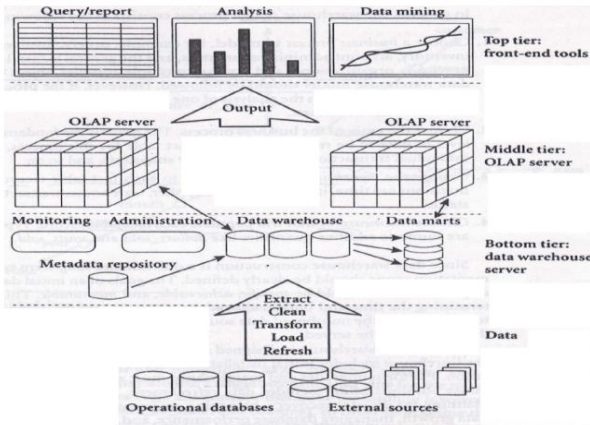 Query/report
Analysis
Data mining
Top tier:
front-end tools
Output
OLAP server
OLAP server
Middle tier:
OLAP server
Monitoring
Administration
Data warehouse
Data marts
Metadata repository
Bottom tier:
data warehouse
server
Extract
Clean
Transform
Load
Refresh
Data
Operational databases
External sources